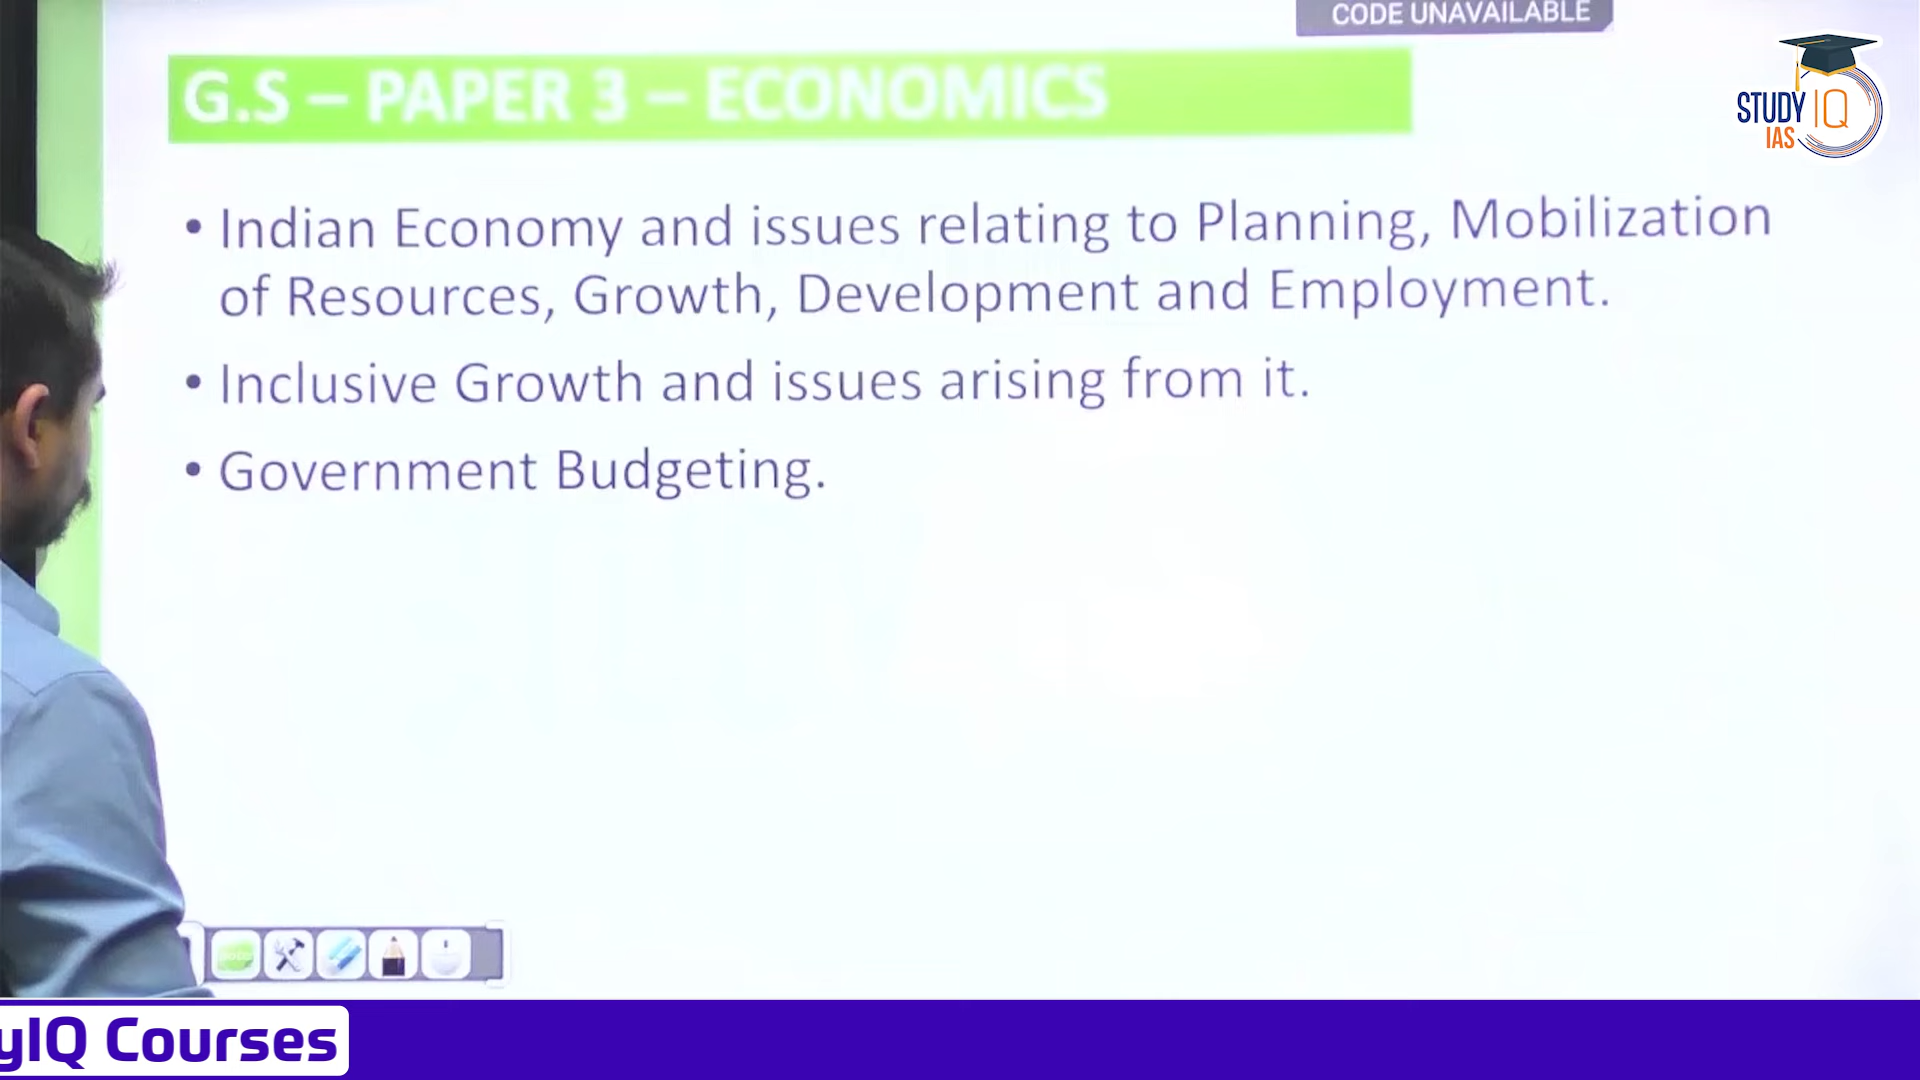 CODE UNAVAILABLE
G.S – PAPER 3 – ECONOMICS
STUDY IQ
IAS
• Indian Economy and issues relating to Planning, Mobilization
of Resources, Growth, Development and Employment.
• Inclusive Growth and issues arising from it.
• Government Budgeting.
yIQ Courses